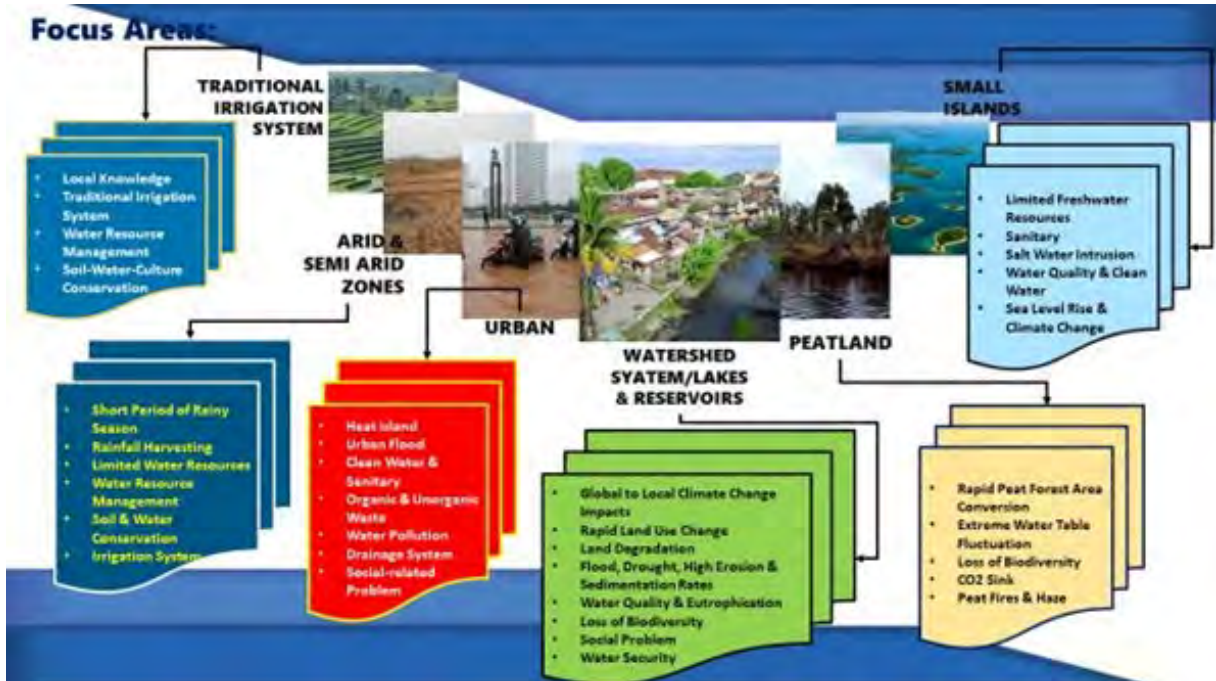 Focus Areas:
TRADITIONAL
IRRIGATION
SYSTEM
• Local Knowledge
• Traditional Irrigation
System
• Water Resourse
Management
• Soil-Water-Culture
Conservation
ARID &
SEMI ARID
ZONES
• Short Period of Rainy
Season
• Rainfall Harvesting
• Limited Water Resources
• Water Resource
Management
• Soil & Water
Conservation
• Irrigation System
URBAN
• Heat island
• Urban Flood
• Clean Water &
Sanitary
• Organic & Unorganic
Waste
• Water Pollution
• Drainage System
• Social-related
Problem
WATERSHED
SYATEM/LAKES
& RESERVOIRS
• Global to Local Climate Change
Impacts
• Rapid Land Use Change
• Land Degradation
• Flood, Drought, High Erosion &
Sedimentation Rates
• Water Quality & Eutrophication
• Loss of Biodiversity
• Social Problem
• Water Security
PEATLAND
• Rapid Peat Forest Area
Conversion
• Extreme Water Table
Fluctuation
• Loss of Biodiversity
• CO2 Sink
• Peat Fires & Haze
SMALL
ISLANDS
• Limited Freshwater
Resources
• Sanitary
• Salt Water Intrusion
• Water Quality & Clean
Water
• Sea Level Rise &
Climate Change